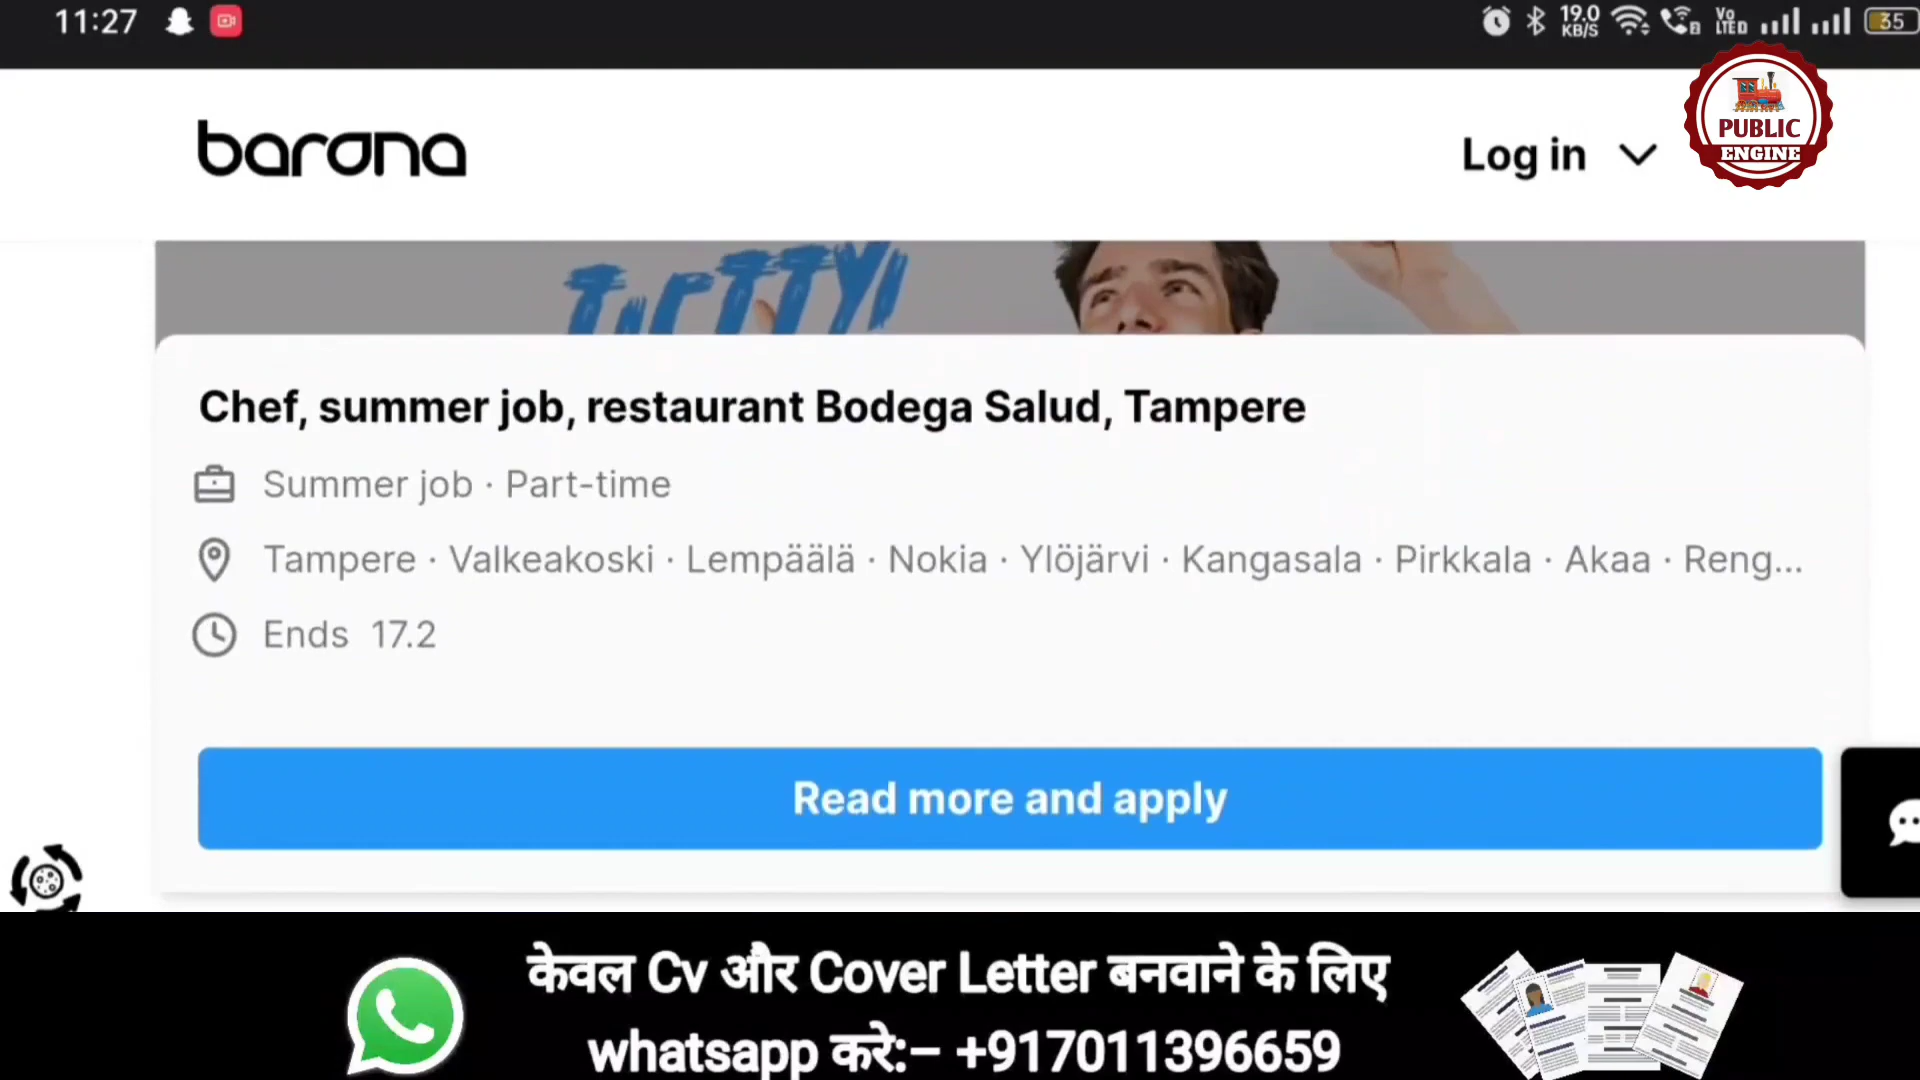 11:27
19.0
KB/S
Vo
LTE
35
barona
Log in
PUBLIC
ENGINE
Chef, summer job, restaurant Bodega Salud, Tampere
Summer job · Part-time
Tampere · Valkeakoski · Lempäälä · Nokia · Ylöjärvi · Kangasala · Pirkkala · Akaa · Reng...
Ends 17.2
Read more and apply
केवल Cv और Cover Letter बनवाने के लिए
whatsapp करे:– +917011396659